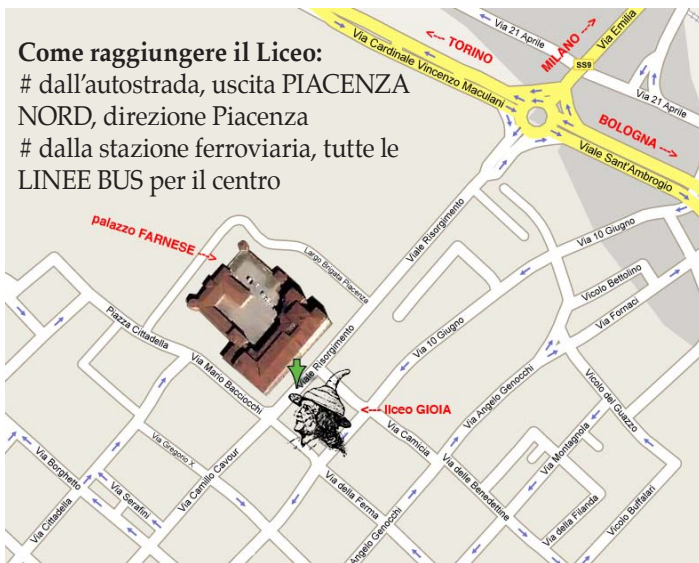 Come raggiungere il Liceo:
# dall'autostrada, uscita PIACENZA
NORD, direzione Piacenza
# dalla stazione ferroviaria, tutte le
LINEE BUS per il centro
<--- TORINO
MILANO --->
Via Emilia
Via 21 Aprile
SS9
Via Cardinale Vincenzo Maculani
Via 21 Aprile
BOLOGNA --->
Viale Sant'Ambrogio
palazzo FARNESE --->
Largo Brigata Piacenza
Viale Risorgimento
Via 10 Giugno
Vicolo Bettolino
Via Fornaci
Piazza Cittadella
Viale Risorgimento
Via 10 Giugno
Via Mario Bacciocchi
Viale Risorgimento
<--- liceo GIOIA
Via Angelo Genocchi
Vicolo del Guazzo
Via Camicia
Via Montagnola
Via Gregorio X
Via Camillo Cavour
Via Borghetto
Via Serafini
Via della Ferma
Via delle Benedettine
Via Cittadella
Angelo Genocchi
Via della Filanda
Vicolo Buffalari